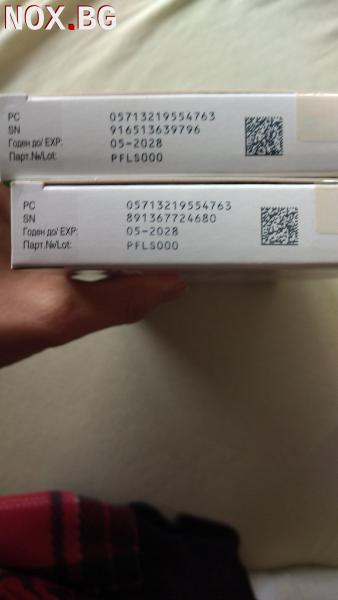 NOX.BG
PC 05713219554763
SN 916513639796
Годен до/ EXP: 05-2028
Парт.№/Lot: PFLS000
PC 05713219554763
SN 891367724680
Годен до/ EXP: 05-2028
Парт.№/Lot: PFLS000